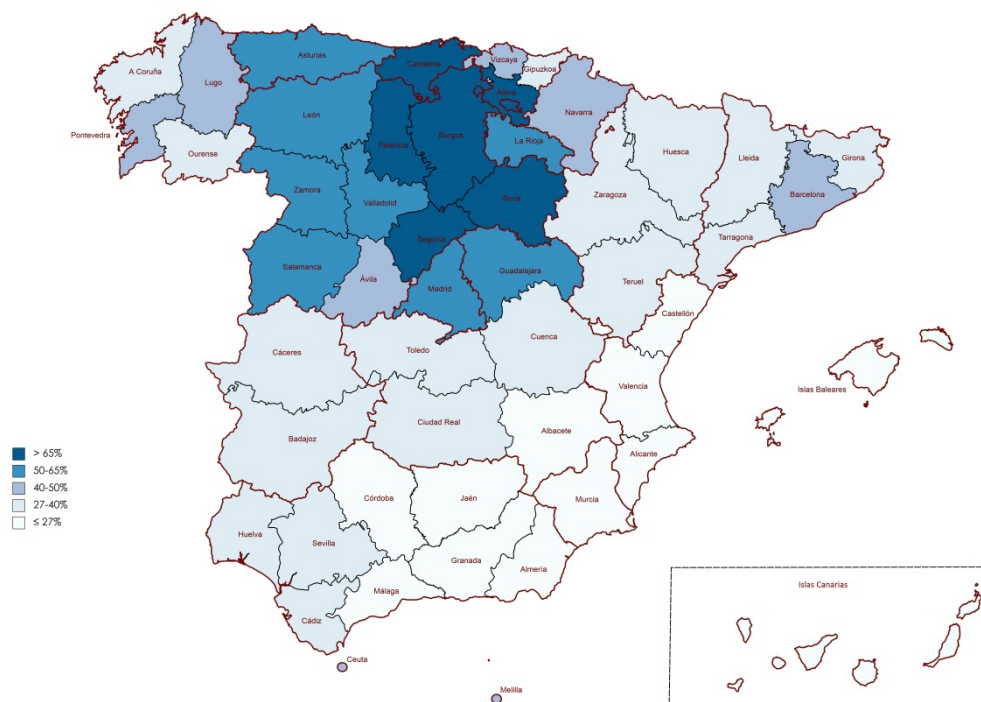 Asturias
Cantabria
Vizcaya
Gipuzkoa
A Coruña
Lugo
Alava
Navarra
León
Burgos
Pontevedra
Palencia
La Rioja
Ourense
Huesca
Lleida
Girona
Zamora
Valladolid
Soria
Zaragoza
Barcelona
Segovia
Tarragona
Salamanca
Ávila
Madrid
Guadalajara
Teruel
Castellón
Cáceres
Toledo
Cuenca
Islas Baleares
Valencia
Badajoz
Ciudad Real
Albacete
Alicante
> 65%
50-65%
40-50%
27-40%
≤ 27%
Córdoba
Jaén
Murcia
Huelva
Sevilla
Granada
Almería
Málaga
Cádiz
Islas Canarias
Ceuta
Melilla